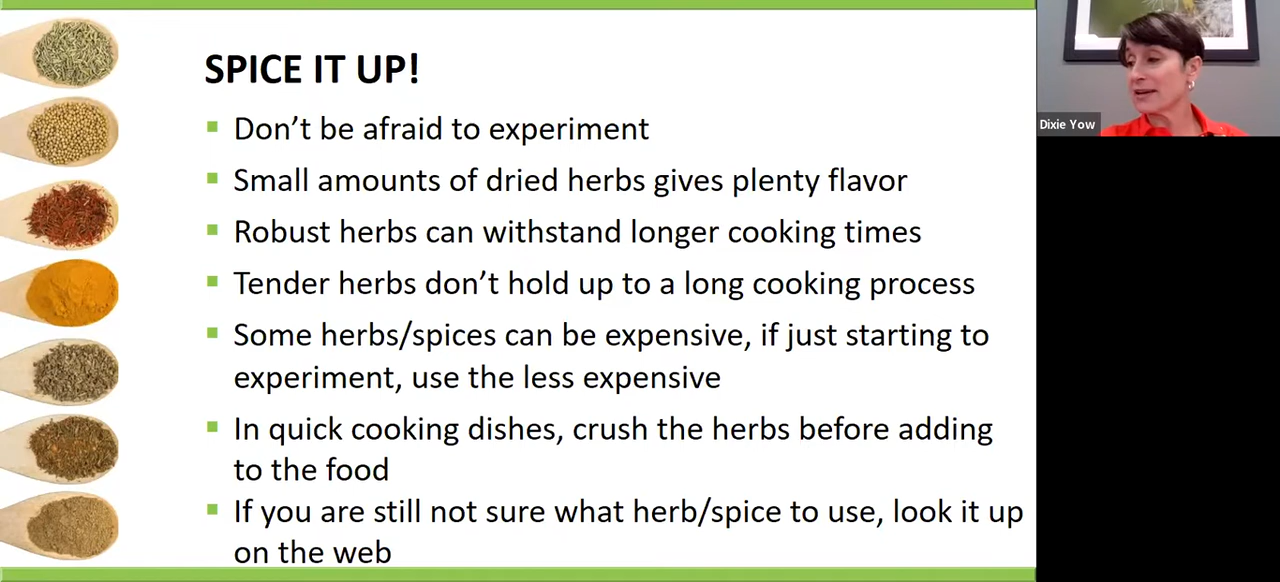 SPICE IT UP!
Don't be afraid to experiment
Small amounts of dried herbs gives plenty flavor
Robust herbs can withstand longer cooking times
Tender herbs don't hold up to a long cooking process
Some herbs/spices can be expensive, if just starting to
experiment, use the less expensive
In quick cooking dishes, crush the herbs before adding
to the food
If you are still not sure what herb/spice to use, look it up
on the web
Dixie Yow